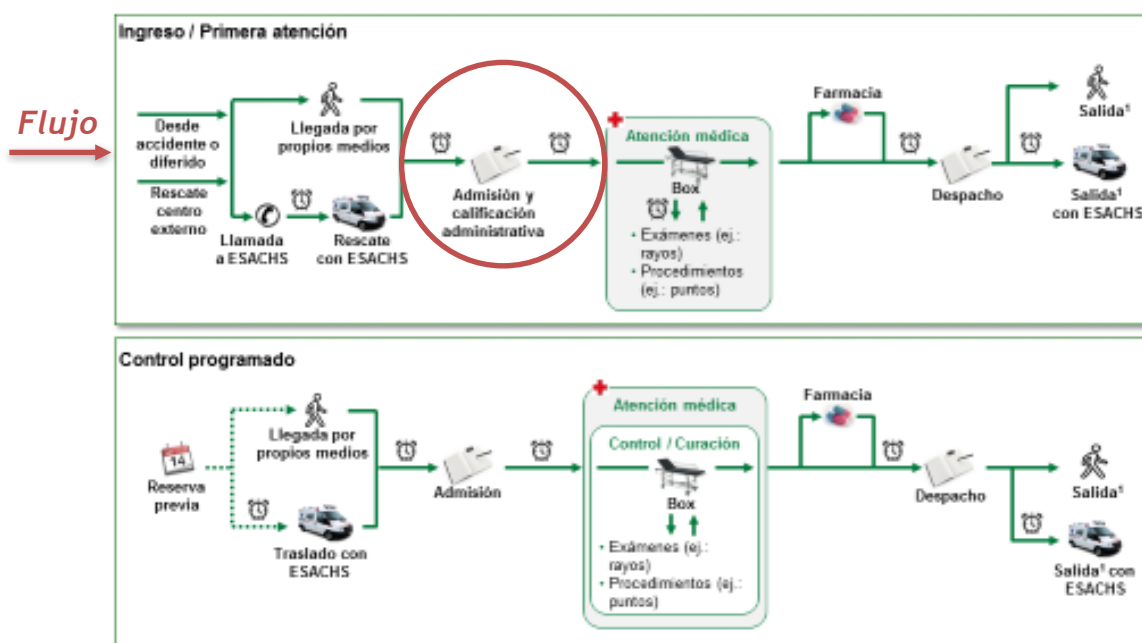 Ingreso / Primera atención
Flujo
Desde
accidente o
diferido
Rescate
centro
externo
Llegada por
propios medios
Llamada
a ESACHS
Rescate
con ESACHS
Admisión y
calificación
administrativa
Atención médica
Box
• Exámenes (ej.:
rayos)
• Procedimientos
(ej.: puntos)
Farmacia
Despacho
Salida¹
Salida¹
con ESACHS
Control programado
14
Reserva
previa
Llegada por
propios medios
Traslado con
ESACHS
Admisión
Atención médica
Control / Curación
Box
• Exámenes (ej.:
rayos)
• Procedimientos (ej.:
puntos)
Farmacia
Despacho
Salida¹
Salida¹ con
ESACHS